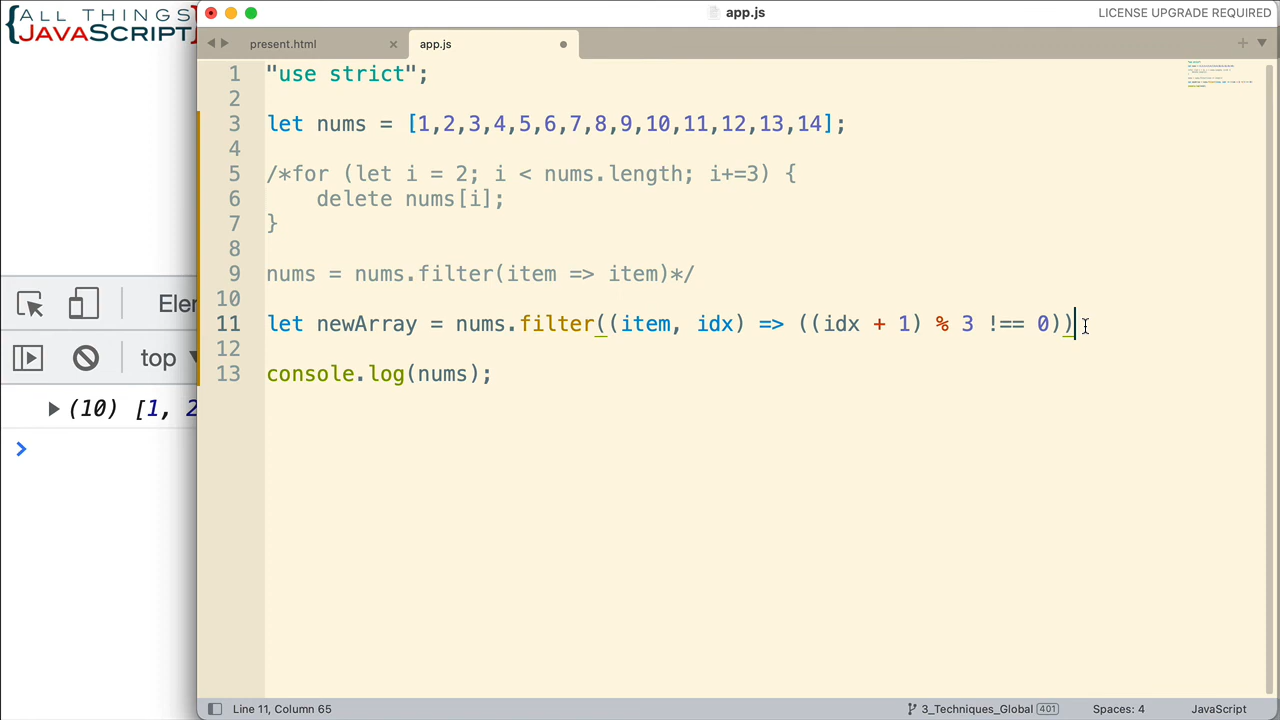 {ALL THINGS
JAVASCRIPT}
app.js
LICENSE UPGRADE REQUIRED
present.html
app.js
1 "use strict";
2
3 let nums = [1,2,3,4,5,6,7,8,9,10,11,12,13,14];
4
5 /*for (let i = 2; i < nums.length; i+=3) {
6     delete nums[i];
7 }
8
9 nums = nums.filter(item => item)*/
10
11 let newArray = nums.filter((item, idx) => ((idx + 1) % 3 !== 0))
12
13 console.log(nums);
Eler
top
(10) [1, 2
Line 11, Column 65
3_Techniques_Global 401
Spaces: 4
JavaScript